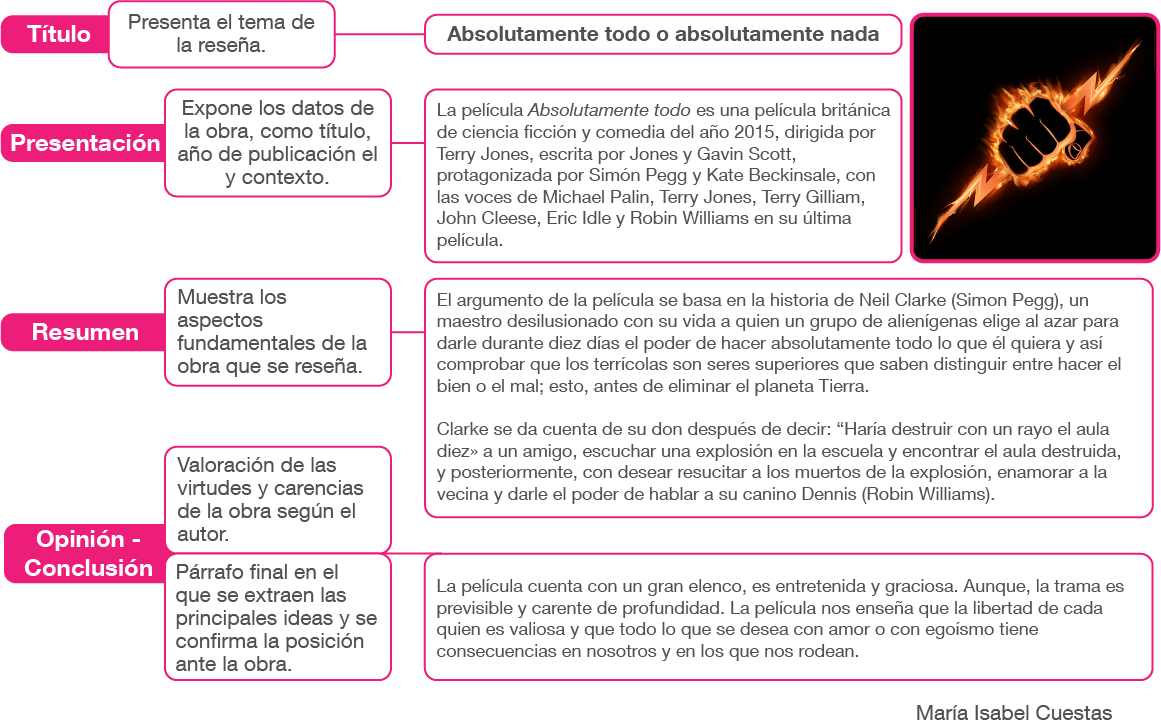 Título
Presenta el tema de
la reseña.
Absolutamente todo o absolutamente nada
Presentación
Expone los datos de
la obra, como título,
año de publicación el
y contexto.
La película Absolutamente todo es una película británica
de ciencia ficción y comedia del año 2015, dirigida por
Terry Jones, escrita por Jones y Gavin Scott,
protagonizada por Simón Pegg y Kate Beckinsale, con
las voces de Michael Palin, Terry Jones, Terry Gilliam,
John Cleese, Eric Idle y Robin Williams en su última
película.
Resumen
Muestra los
aspectos
fundamentales de la
obra que se reseña.
El argumento de la película se basa en la historia de Neil Clarke (Simon Pegg), un
maestro desilusionado con su vida a quien un grupo de alienígenas elige al azar para
darle durante diez días el poder de hacer absolutamente todo lo que él quiera y así
comprobar que los terrícolas son seres superiores que saben distinguir entre hacer el
bien o el mal; esto, antes de eliminar el planeta Tierra.
Clarke se da cuenta de su don después de decir: “Haría destruir con un rayo el aula
diez» a un amigo, escuchar una explosión en la escuela y encontrar el aula destruida,
y posteriormente, con desear resucitar a los muertos de la explosión, enamorar a la
vecina y darle el poder de hablar a su canino Dennis (Robin Williams).
Opinión -
Conclusión
Valoración de las
virtudes y carencias
de la obra según el
autor.
Párrafo final en el
que se extraen las
principales ideas y se
confirma la posición
ante la obra.
La película cuenta con un gran elenco, es entretenida y graciosa. Aunque, la trama es
previsible y carente de profundidad. La película nos enseña que la libertad de cada
quien es valiosa y que todo lo que se desea con amor o con egoísmo tiene
consecuencias en nosotros y en los que nos rodean.
María Isabel Cuestas